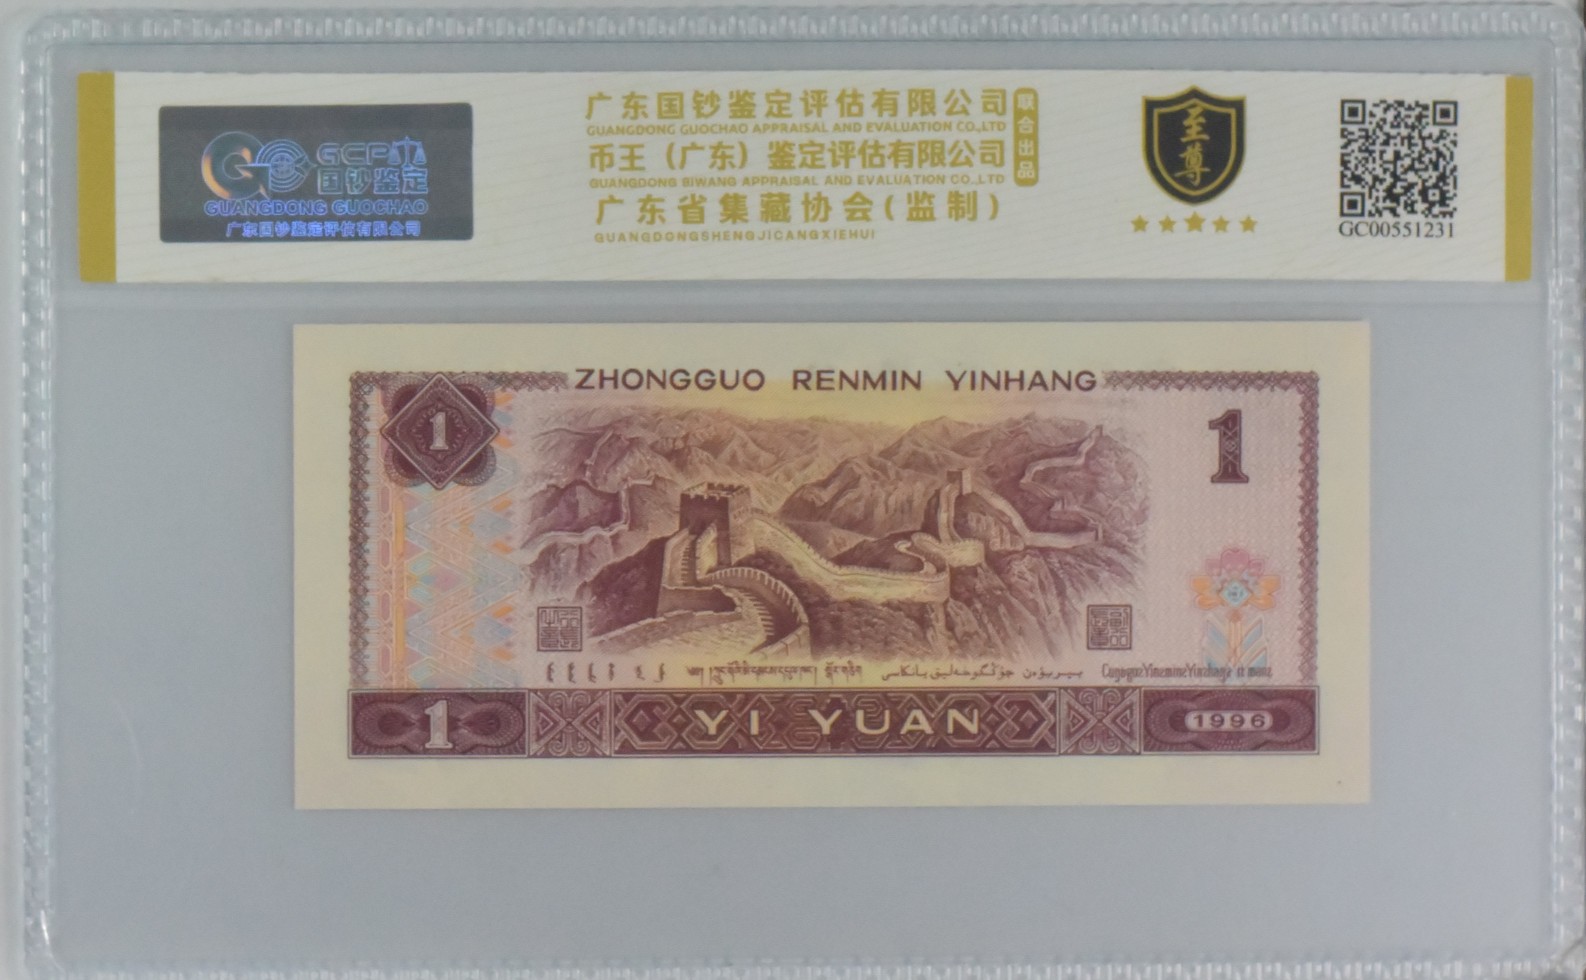 GCP
国钞鉴定
GUANGDONG GUOCHAO
广东国钞鉴定评估有限公司
广东国钞鉴定评估有限公司
GUANGDONG GUOCHAO APPRAISAL AND EVALUATION CO.,LTD
币王（广东）鉴定评估有限公司
GUANGDONG BIWANG APPRAISAL AND EVALUATION CO.,LTD
广东省集藏协会(监制)
GUANGDONGSHENGJICANGXIEHUI
联合出品
至尊
GC00551231
ZHONGGUO RENMIN YINHANG
1
1
1
YI YUAN
1996